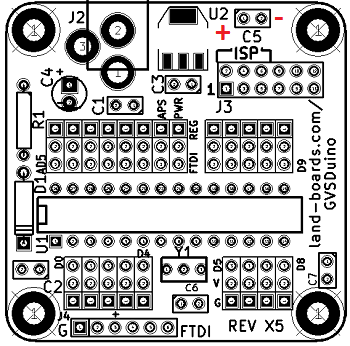 J2
2
3
1
U2
+ -
C5
ISP
C4 +
C3
C1
1
J3
APS
PWR
REG
R1
AD5
FTDI
D9
D1
land-boards.com/
GVSDuino
U1
D0
D4
Y1
D5
D8
V
C7
C2
C6
G
J4
G
+
FTDI
REV X5